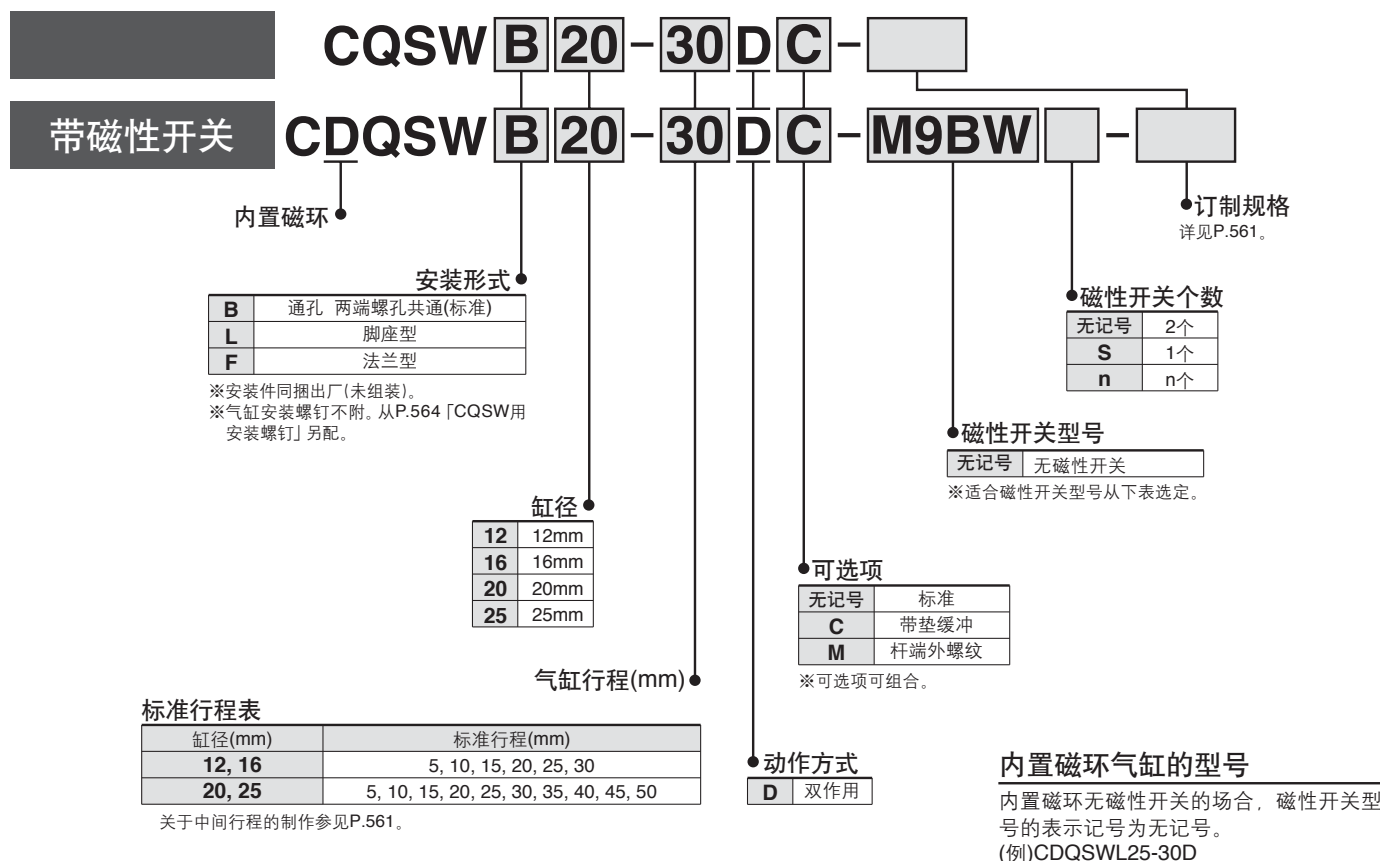 CQSWB20-30DC-
带磁性开关 CDQSWB20-30DC-M9BW -
内置磁环
订制规格
详见P.561。
安装形式
B 通孔 两端螺孔共通(标准)
L 脚座型
F 法兰型
※安装件同捆出厂(未组装)。
※气缸安装螺钉不附。从P.564「CQSW用
安装螺钉」另配。
磁性开关个数
无记号 2个
S 1个
n n个
磁性开关型号
无记号 无磁性开关
※适合磁性开关型号从下表选定。
缸径
12 12mm
16 16mm
20 20mm
25 25mm
可选项
无记号 标准
C 带垫缓冲
M 杆端外螺纹
※可选项可组合。
气缸行程(mm)
标准行程表
缸径(mm) 标准行程(mm)
12, 16 5, 10, 15, 20, 25, 30
20, 25 5, 10, 15, 20, 25, 30, 35, 40, 45, 50
关于中间行程的制作参见P.561。
动作方式
D 双作用
内置磁环气缸的型号
内置磁环无磁性开关的场合，磁性开关型
号的表示记号为无记号。
(例)CDQSWL25-30D